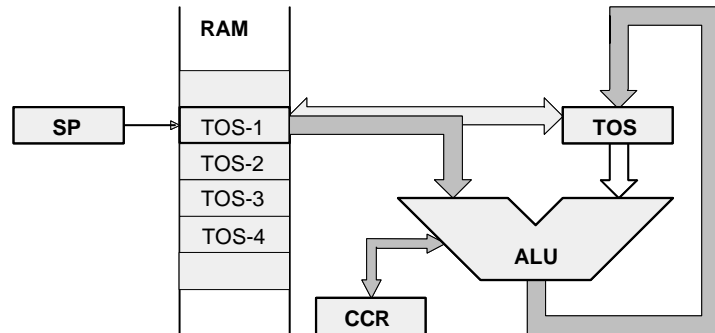 RAM
SP
TOS-1
TOS
TOS-2
TOS-3
TOS-4
ALU
CCR